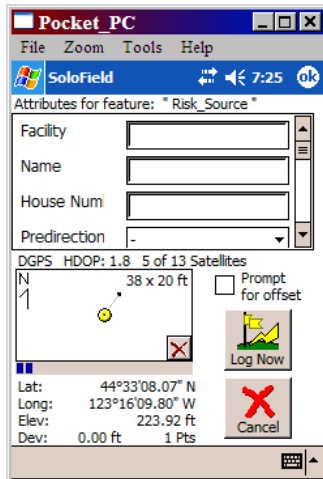 Pocket_PC
File Zoom Tools Help
SoloField 7:25 ok
Attributes for feature: " Risk_Source "
Facility
Name
House Num
Predirection -
DGPS HDOP: 1.8 5 of 13 Satellites
N 38 x 20 ft
Prompt
for offset
Log Now
Lat: 44°33'08.07" N
Long: 123°16'09.80" W
Elev: 223.92 ft
Dev: 0.00 ft 1 Pts
Cancel